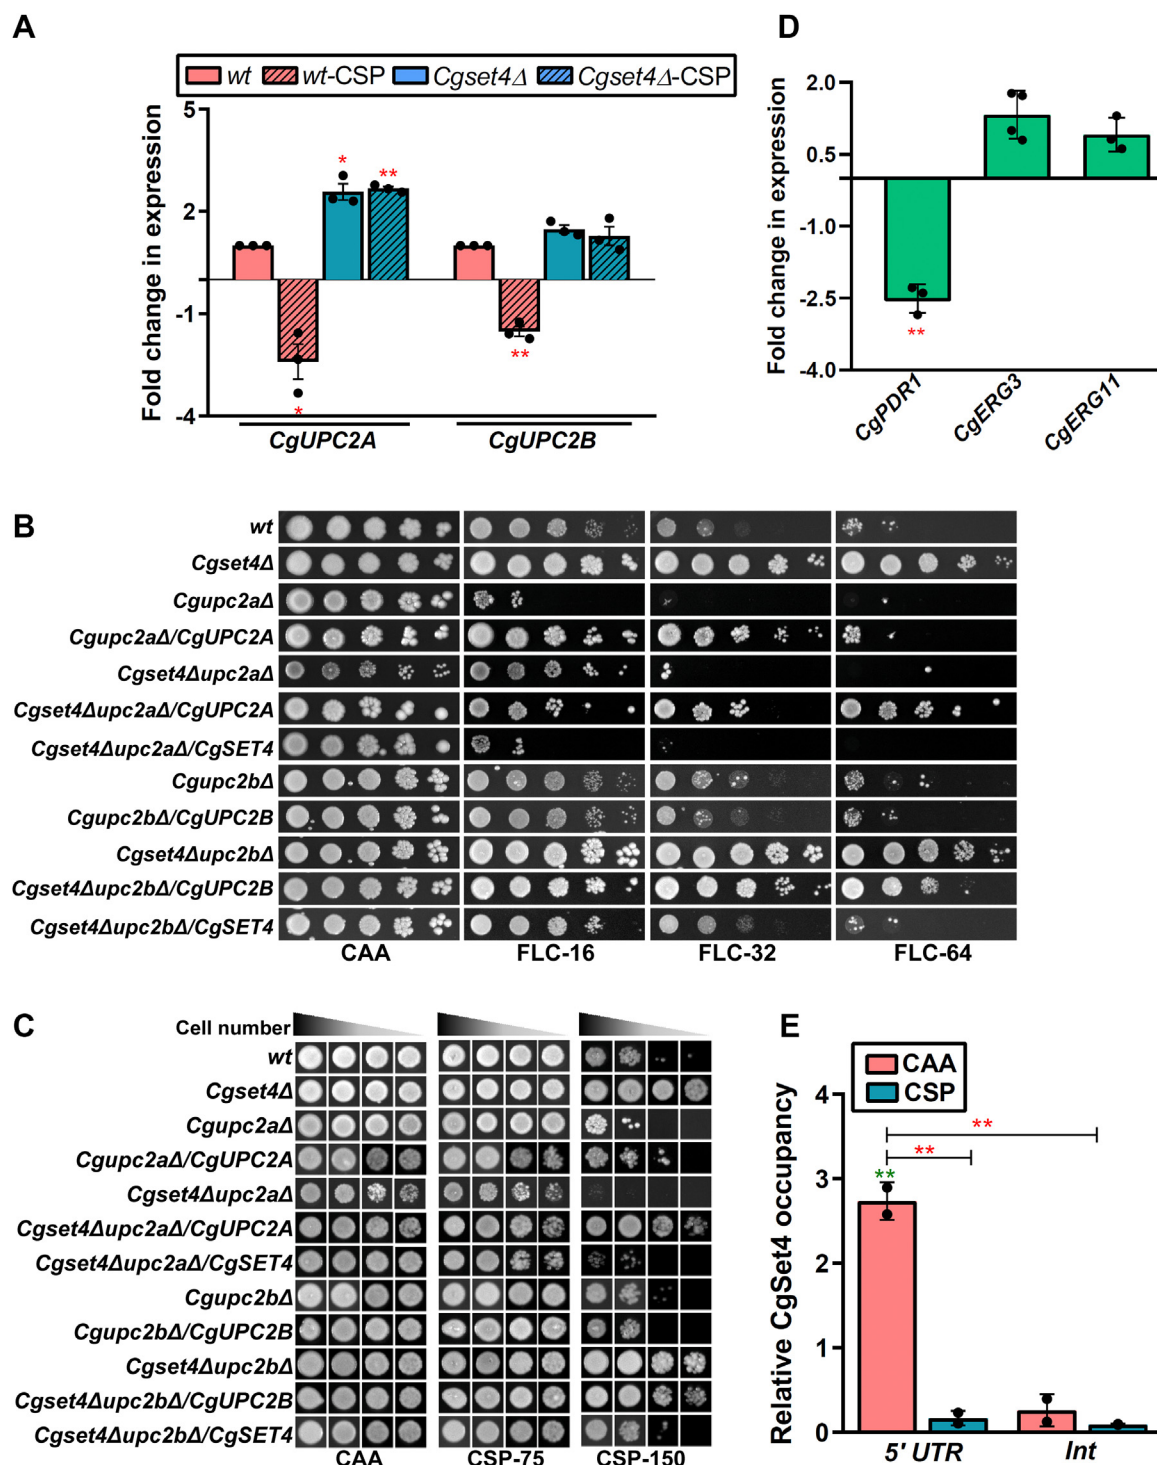 A
wt wt-CSP Cgset4Δ Cgset4Δ-CSP
Fold change in expression
5
2
-1
-4
*
*
**
**
CgUPC2A CgUPC2B
D
Fold change in expression
2.0
0.5
-1.0
-2.5
-4.0
**
CgPDR1 CgERG3 CgERG11
B
wt
Cgset4Δ
Cgupc2aΔ
Cgupc2aΔ/CgUPC2A
Cgset4Δupc2aΔ
Cgset4Δupc2aΔ/CgUPC2A
Cgset4Δupc2aΔ/CgSET4
Cgupc2bΔ
Cgupc2bΔ/CgUPC2B
Cgset4Δupc2bΔ
Cgset4Δupc2bΔ/CgUPC2B
Cgset4Δupc2bΔ/CgSET4
CAA FLC-16 FLC-32 FLC-64
C
Cell number
wt
Cgset4Δ
Cgupc2aΔ
Cgupc2aΔ/CgUPC2A
Cgset4Δupc2aΔ
Cgset4Δupc2aΔ/CgUPC2A
Cgset4Δupc2aΔ/CgSET4
Cgupc2bΔ
Cgupc2bΔ/CgUPC2B
Cgset4Δupc2bΔ
Cgset4Δupc2bΔ/CgUPC2B
Cgset4Δupc2bΔ/CgSET4
CAA CSP-75 CSP-150
E
CAA
CSP
Relative CgSet4 occupancy
4
3
2
1
0
**
**
**
5' UTR Int